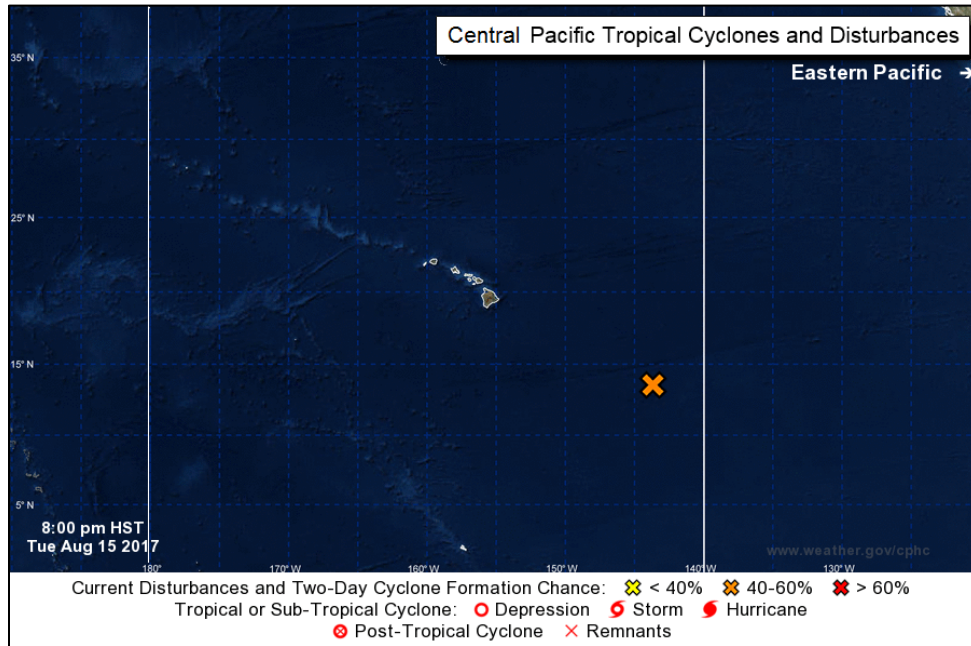 Central Pacific Tropical Cyclones and Disturbances
35° N
Eastern Pacific →
25° N
15° N
5° N
8:00 pm HST
Tue Aug 15 2017
www.weather.gov/cphc
180° 170° W 160° W 150° W 140° W 130° W
Current Disturbances and Two-Day Cyclone Formation Chance: < 40% 40-60% > 60%
Tropical or Sub-Tropical Cyclone: Depression Storm Hurricane
Post-Tropical Cyclone Remnants